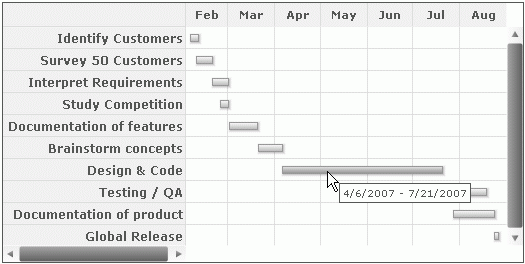 Feb Mar Apr May Jun Jul Aug
Identify Customers
Survey 50 Customers
Interpret Requirements
Study Competition
Documentation of features
Brainstorm concepts
Design & Code
Testing / QA
4/6/2007 - 7/21/2007
Documentation of product
Global Release